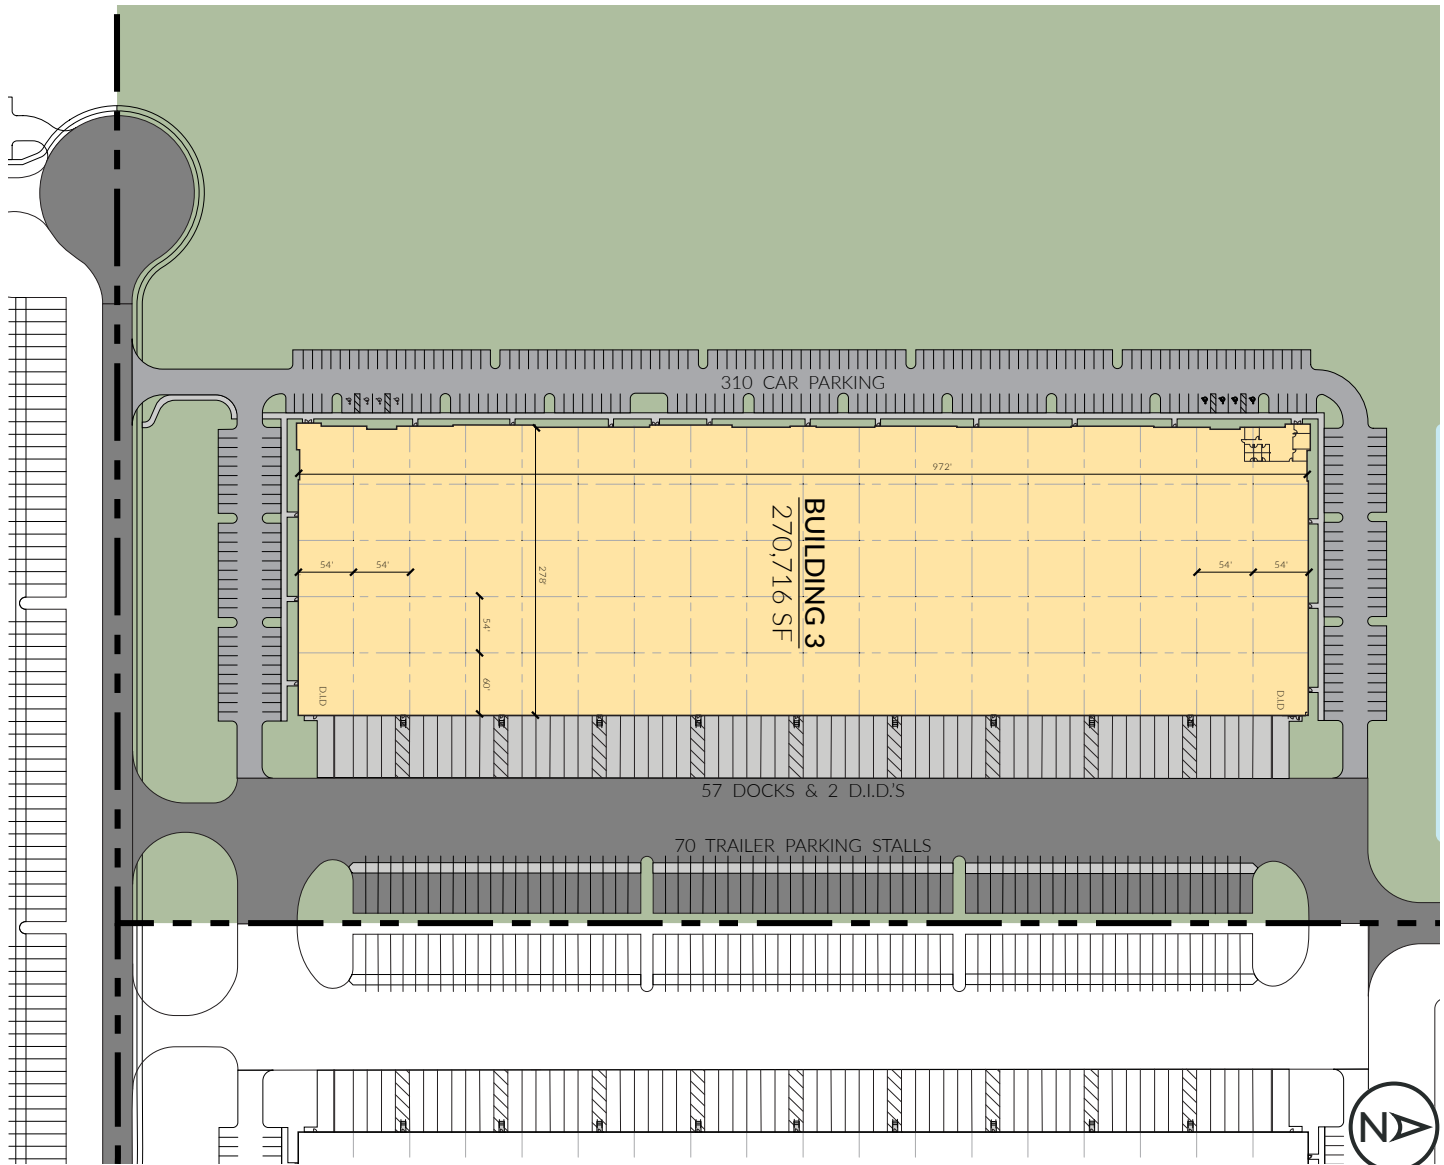 310 CAR PARKING
972'
BUILDING 3
270,716 SF
54'
54'
54'
54'
278'
54'
60'
D.I.D
D.I.D
57 DOCKS & 2 D.I.D.'S
70 TRAILER PARKING STALLS
N